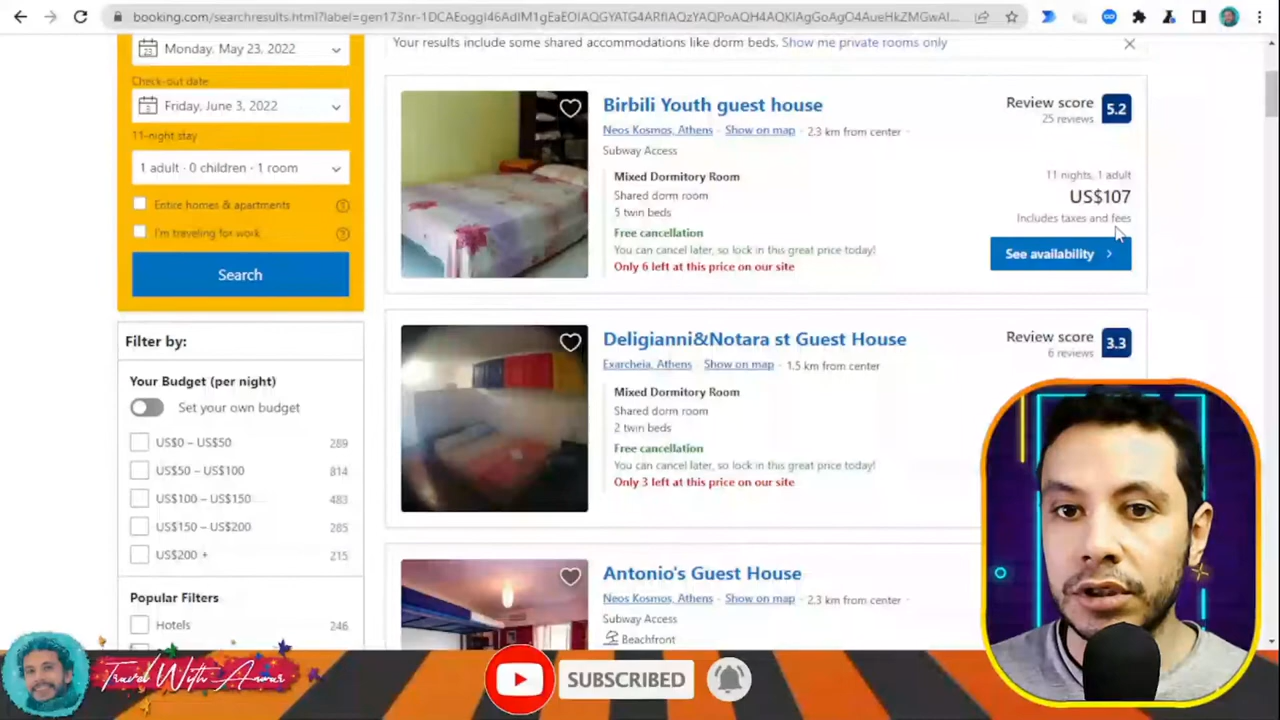 booking.com/searchresults.html?label=gen173nr-1DCAEoggI46AdIM1gEaEOIAQGYATG4ARfIAQzYAQPoAQH4AQKIAgGoAgO4AueHkZMGwAl...
Monday, May 23, 2022
Check-out date
Friday, June 3, 2022
11-night stay
1 adult · 0 children · 1 room
Entire homes & apartments
I'm traveling for work
Search
Filter by:
Your Budget (per night)
Set your own budget
US$0 – US$50 289
US$50 – US$100 814
US$100 – US$150 483
US$150 – US$200 285
US$200 + 215
Popular Filters
Hotels 246
Your results include some shared accommodations like dorm beds. Show me private rooms only
Birbili Youth guest house
Neos Kosmos, Athens Show on map · 2.3 km from center ·
Subway Access
Mixed Dormitory Room
Shared dorm room
5 twin beds
Free cancellation
You can cancel later, so lock in this great price today!
Only 6 left at this price on our site
Review score 5.2
25 reviews
11 nights, 1 adult
US$107
Includes taxes and fees
See availability
Deligianni&Notara st Guest House
Exarcheia, Athens Show on map · 1.5 km from center
Mixed Dormitory Room
Shared dorm room
2 twin beds
Free cancellation
You can cancel later, so lock in this great price today!
Only 3 left at this price on our site
Review score 3.3
6 reviews
Antonio's Guest House
Neos Kosmos, Athens Show on map · 2.3 km from center ·
Subway Access
Beachfront
Travel With Amur
SUBSCRIBED